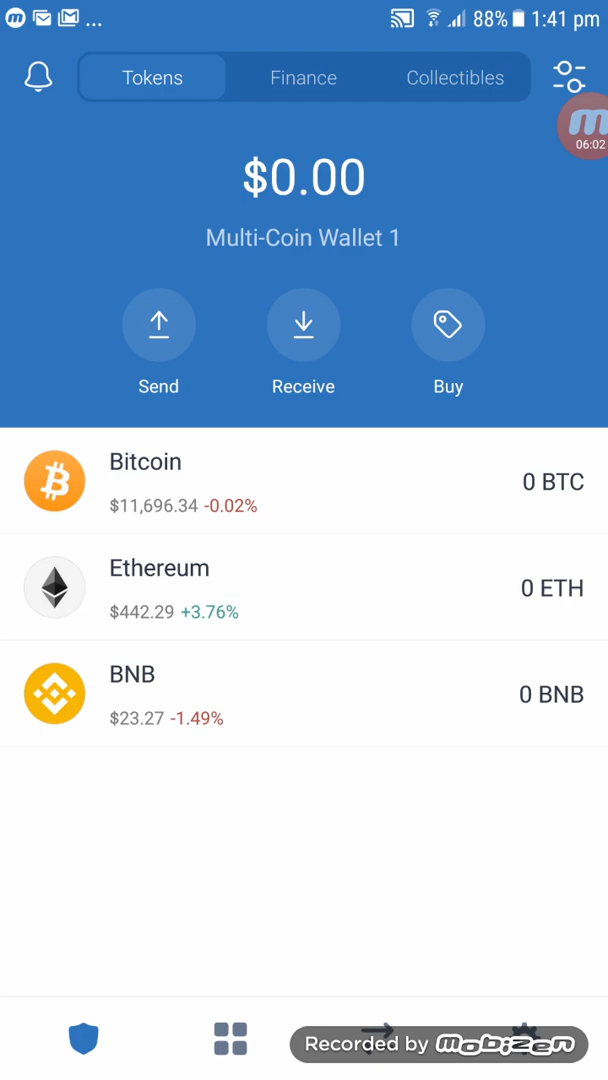 ... 88% 1:41 pm
Tokens Finance Collectibles
m
06:02
$0.00
Multi-Coin Wallet 1
Send Receive Buy
Bitcoin
$11,696.34 -0.02%
0 BTC
Ethereum
$442.29 +3.76%
0 ETH
BNB
$23.27 -1.49%
0 BNB
Recorded by mobizen